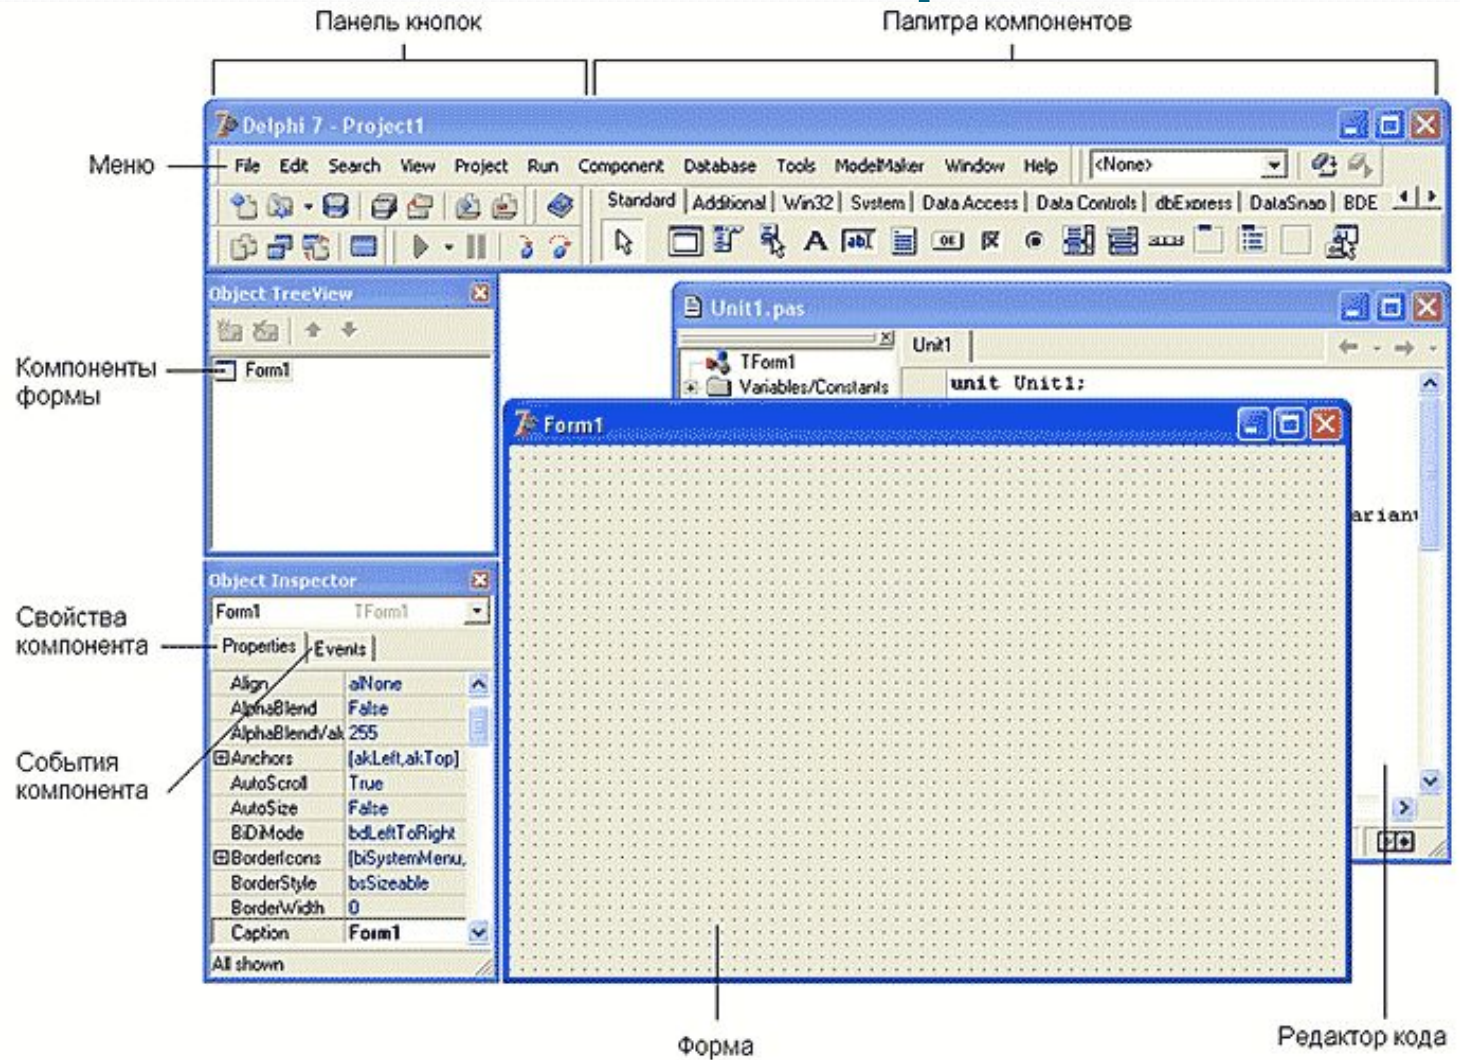 Панель кнопок
Папитра компонентов
Delphi 7 - Project1
Меню
File Edit Search View Project Run Component Database Tools ModelMaker Window Help <None>
Standard Additional Win32 System Data Access Data Controls dbExpress DataSnap BDE
Object TreeView
Unit1.pas
Unit1
TForm1
Variables/Constants
unit Unit1;
Компоненты
формы
Form1
Form1
ariant
Object Inspector
Form1 TForm1
Свойства
компонента
Properties Events
Align alNone
AlphaBlend False
AlphaBlendVal 255
События
компонента
Anchors [akLeft,akTop]
AutoScroll True
AutoSize False
BiDiMode bdLeftToRight
BorderIcons [biSystemMenu,
BorderStyle bsSizeable
BorderWidth 0
Caption Form1
All shown
Форма
Редактор кода